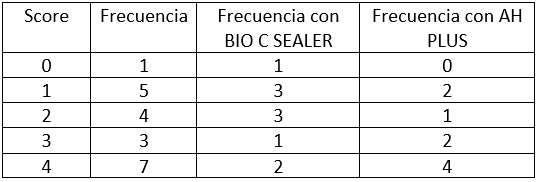 Score Frecuencia Frecuencia con BIO C SEALER Frecuencia con AH PLUS
0 1 1 0
1 5 3 2
2 4 3 1
3 3 1 2
4 7 2 4